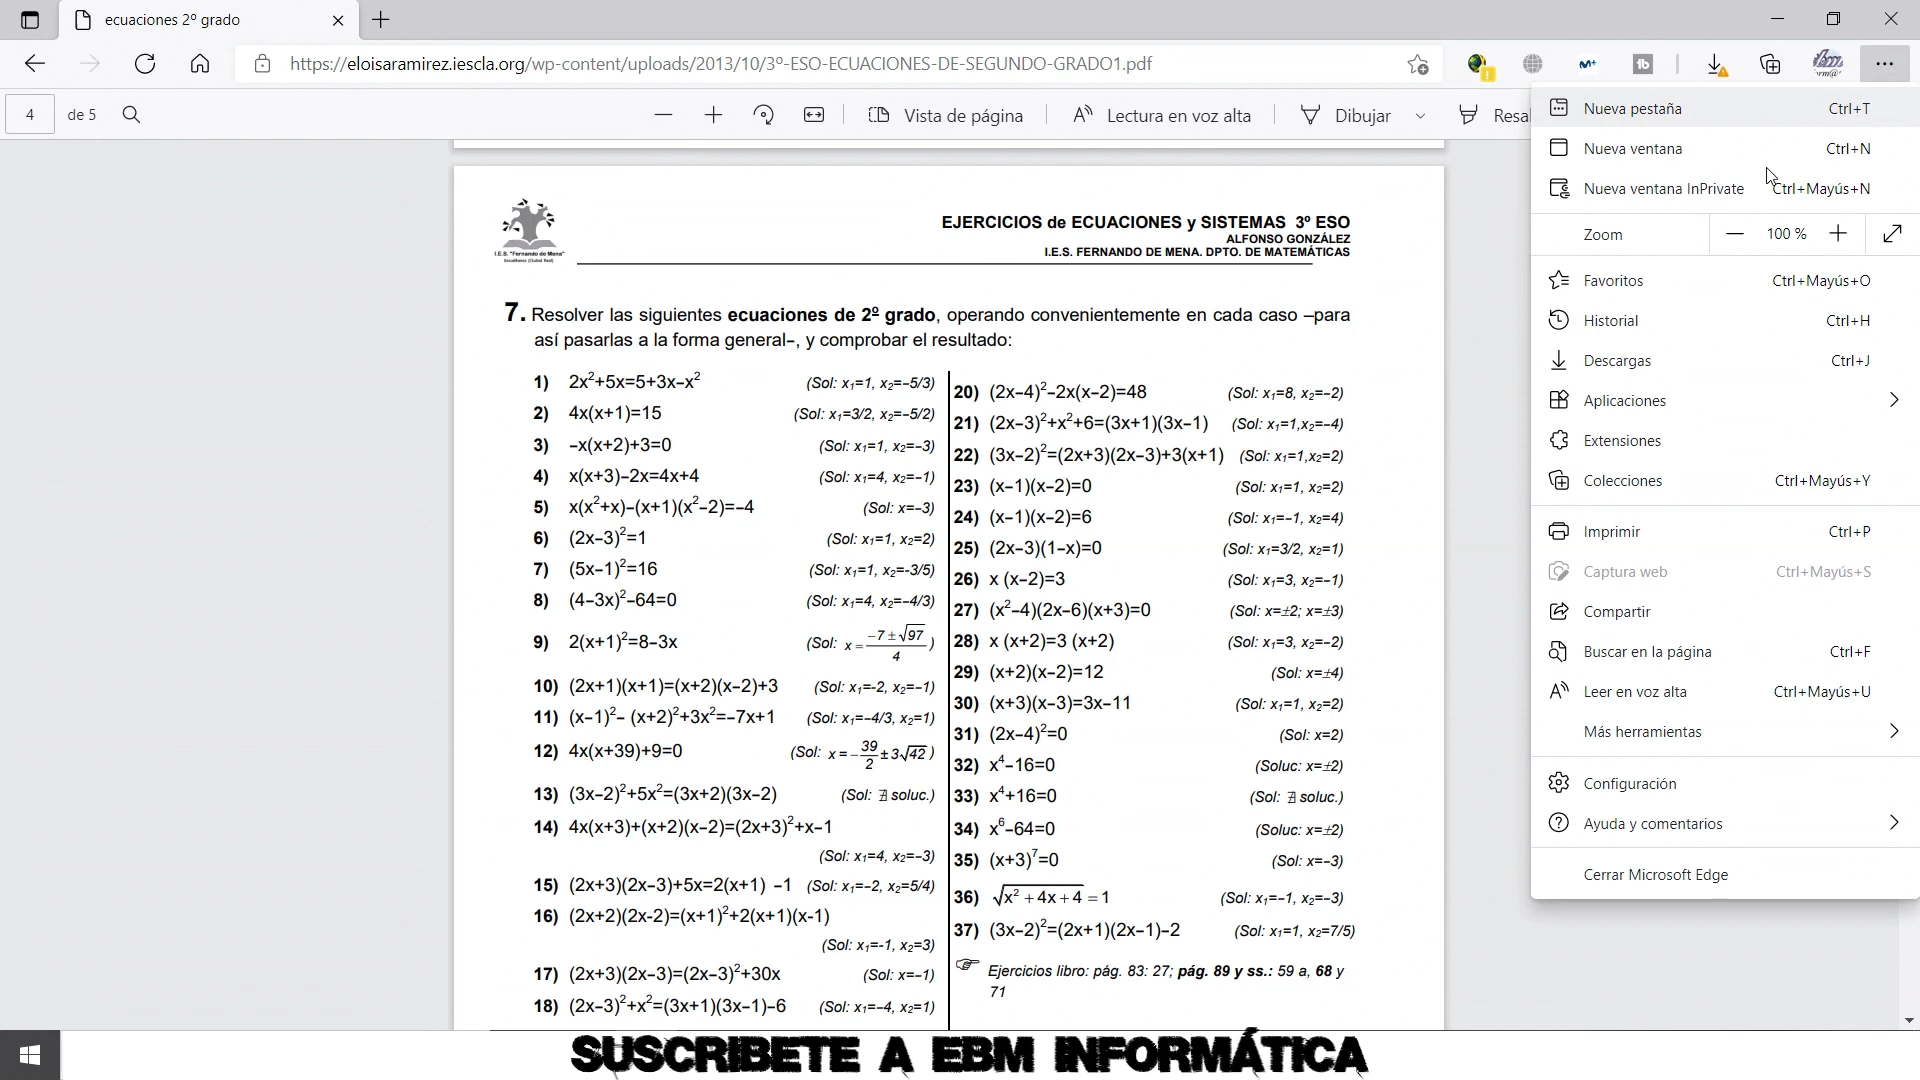 ecuaciones 2º grado
https://eloisaramirez.iescla.org/wp-content/uploads/2013/10/3º-ESO-ECUACIONES-DE-SEGUNDO-GRADO1.pdf
4 de 5
Vista de página
Lectura en voz alta
Dibujar
Resa
Nueva pestaña Ctrl+T
Nueva ventana Ctrl+N
Nueva ventana InPrivate Ctrl+Mayús+N
Zoom 100 %
Favoritos Ctrl+Mayús+O
Historial Ctrl+H
Descargas Ctrl+J
Aplicaciones
Extensiones
Colecciones Ctrl+Mayús+Y
Imprimir Ctrl+P
Captura web Ctrl+Mayús+S
Compartir
Buscar en la página Ctrl+F
Leer en voz alta Ctrl+Mayús+U
Más herramientas
Configuración
Ayuda y comentarios
Cerrar Microsoft Edge
I.E.S. "Fernando de Mena"
EJERCICIOS de ECUACIONES y SISTEMAS 3º ESO
ALFONSO GONZÁLEZ
I.E.S. FERNANDO DE MENA. DPTO. DE MATEMÁTICAS
7. Resolver las siguientes ecuaciones de 2º grado, operando convenientemente en cada caso –para
así pasarlas a la forma general–, y comprobar el resultado:
1) 2x²+5x=5+3x–x² (Sol: x₁=1, x₂=–5/3)
2) 4x(x+1)=15 (Sol: x₁=3/2, x₂=–5/2)
3) –x(x+2)+3=0 (Sol: x₁=1, x₂=–3)
4) x(x+3)–2x=4x+4 (Sol: x₁=4, x₂=–1)
5) x(x²+x)–(x+1)(x²–2)=–4 (Sol: x=–3)
6) (2x–3)²=1 (Sol: x₁=1, x₂=2)
7) (5x–1)²=16 (Sol: x₁=1, x₂=-3/5)
8) (4–3x)²–64=0 (Sol: x₁=4, x₂=–4/3)
9) 2(x+1)²=8–3x (Sol: x = (–7 ± √97)/4)
10) (2x+1)(x+1)=(x+2)(x–2)+3 (Sol: x₁=-2, x₂=–1)
11) (x–1)²– (x+2)²+3x²=–7x+1 (Sol: x₁=–4/3, x₂=1)
12) 4x(x+39)+9=0 (Sol: x = – 39/2 ± 3√42)
13) (3x–2)²+5x²=(3x+2)(3x–2) (Sol: ∄ soluc.)
14) 4x(x+3)+(x+2)(x–2)=(2x+3)²+x–1
(Sol: x₁=4, x₂=–3)
15) (2x+3)(2x–3)+5x=2(x+1) –1 (Sol: x₁=–2, x₂=5/4)
16) (2x+2)(2x-2)=(x+1)²+2(x+1)(x-1)
(Sol: x₁=-1, x₂=3)
17) (2x+3)(2x–3)=(2x–3)²+30x (Sol: x=–1)
18) (2x–3)²+x²=(3x+1)(3x–1)–6 (Sol: x₁=–4, x₂=1)
20) (2x–4)²–2x(x–2)=48 (Sol: x₁=8, x₂=–2)
21) (2x–3)²+x²+6=(3x+1)(3x–1) (Sol: x₁=1,x₂=–4)
22) (3x–2)²=(2x+3)(2x–3)+3(x+1) (Sol: x₁=1,x₂=2)
23) (x–1)(x–2)=0 (Sol: x₁=1, x₂=2)
24) (x–1)(x–2)=6 (Sol: x₁=–1, x₂=4)
25) (2x–3)(1–x)=0 (Sol: x₁=3/2, x₂=1)
26) x (x–2)=3 (Sol: x₁=3, x₂=–1)
27) (x²–4)(2x–6)(x+3)=0 (Sol: x=±2; x=±3)
28) x (x+2)=3 (x+2) (Sol: x₁=3, x₂=–2)
29) (x+2)(x–2)=12 (Sol: x=±4)
30) (x+3)(x–3)=3x–11 (Sol: x₁=1, x₂=2)
31) (2x–4)²=0 (Sol: x=2)
32) x⁴–16=0 (Soluc: x=±2)
33) x⁴+16=0 (Sol: ∄ soluc.)
34) x⁶–64=0 (Soluc: x=±2)
35) (x+3)⁷=0 (Sol: x=–3)
36) √(x² + 4x + 4) = 1 (Sol: x₁=–1, x₂=–3)
37) (3x–2)²=(2x+1)(2x–1)–2 (Sol: x₁=1, x₂=7/5)
Ejercicios libro: pág. 83: 27; pág. 89 y ss.: 59 a, 68 y
71
SUSCRIBETE A EBM INFORMÁTICA